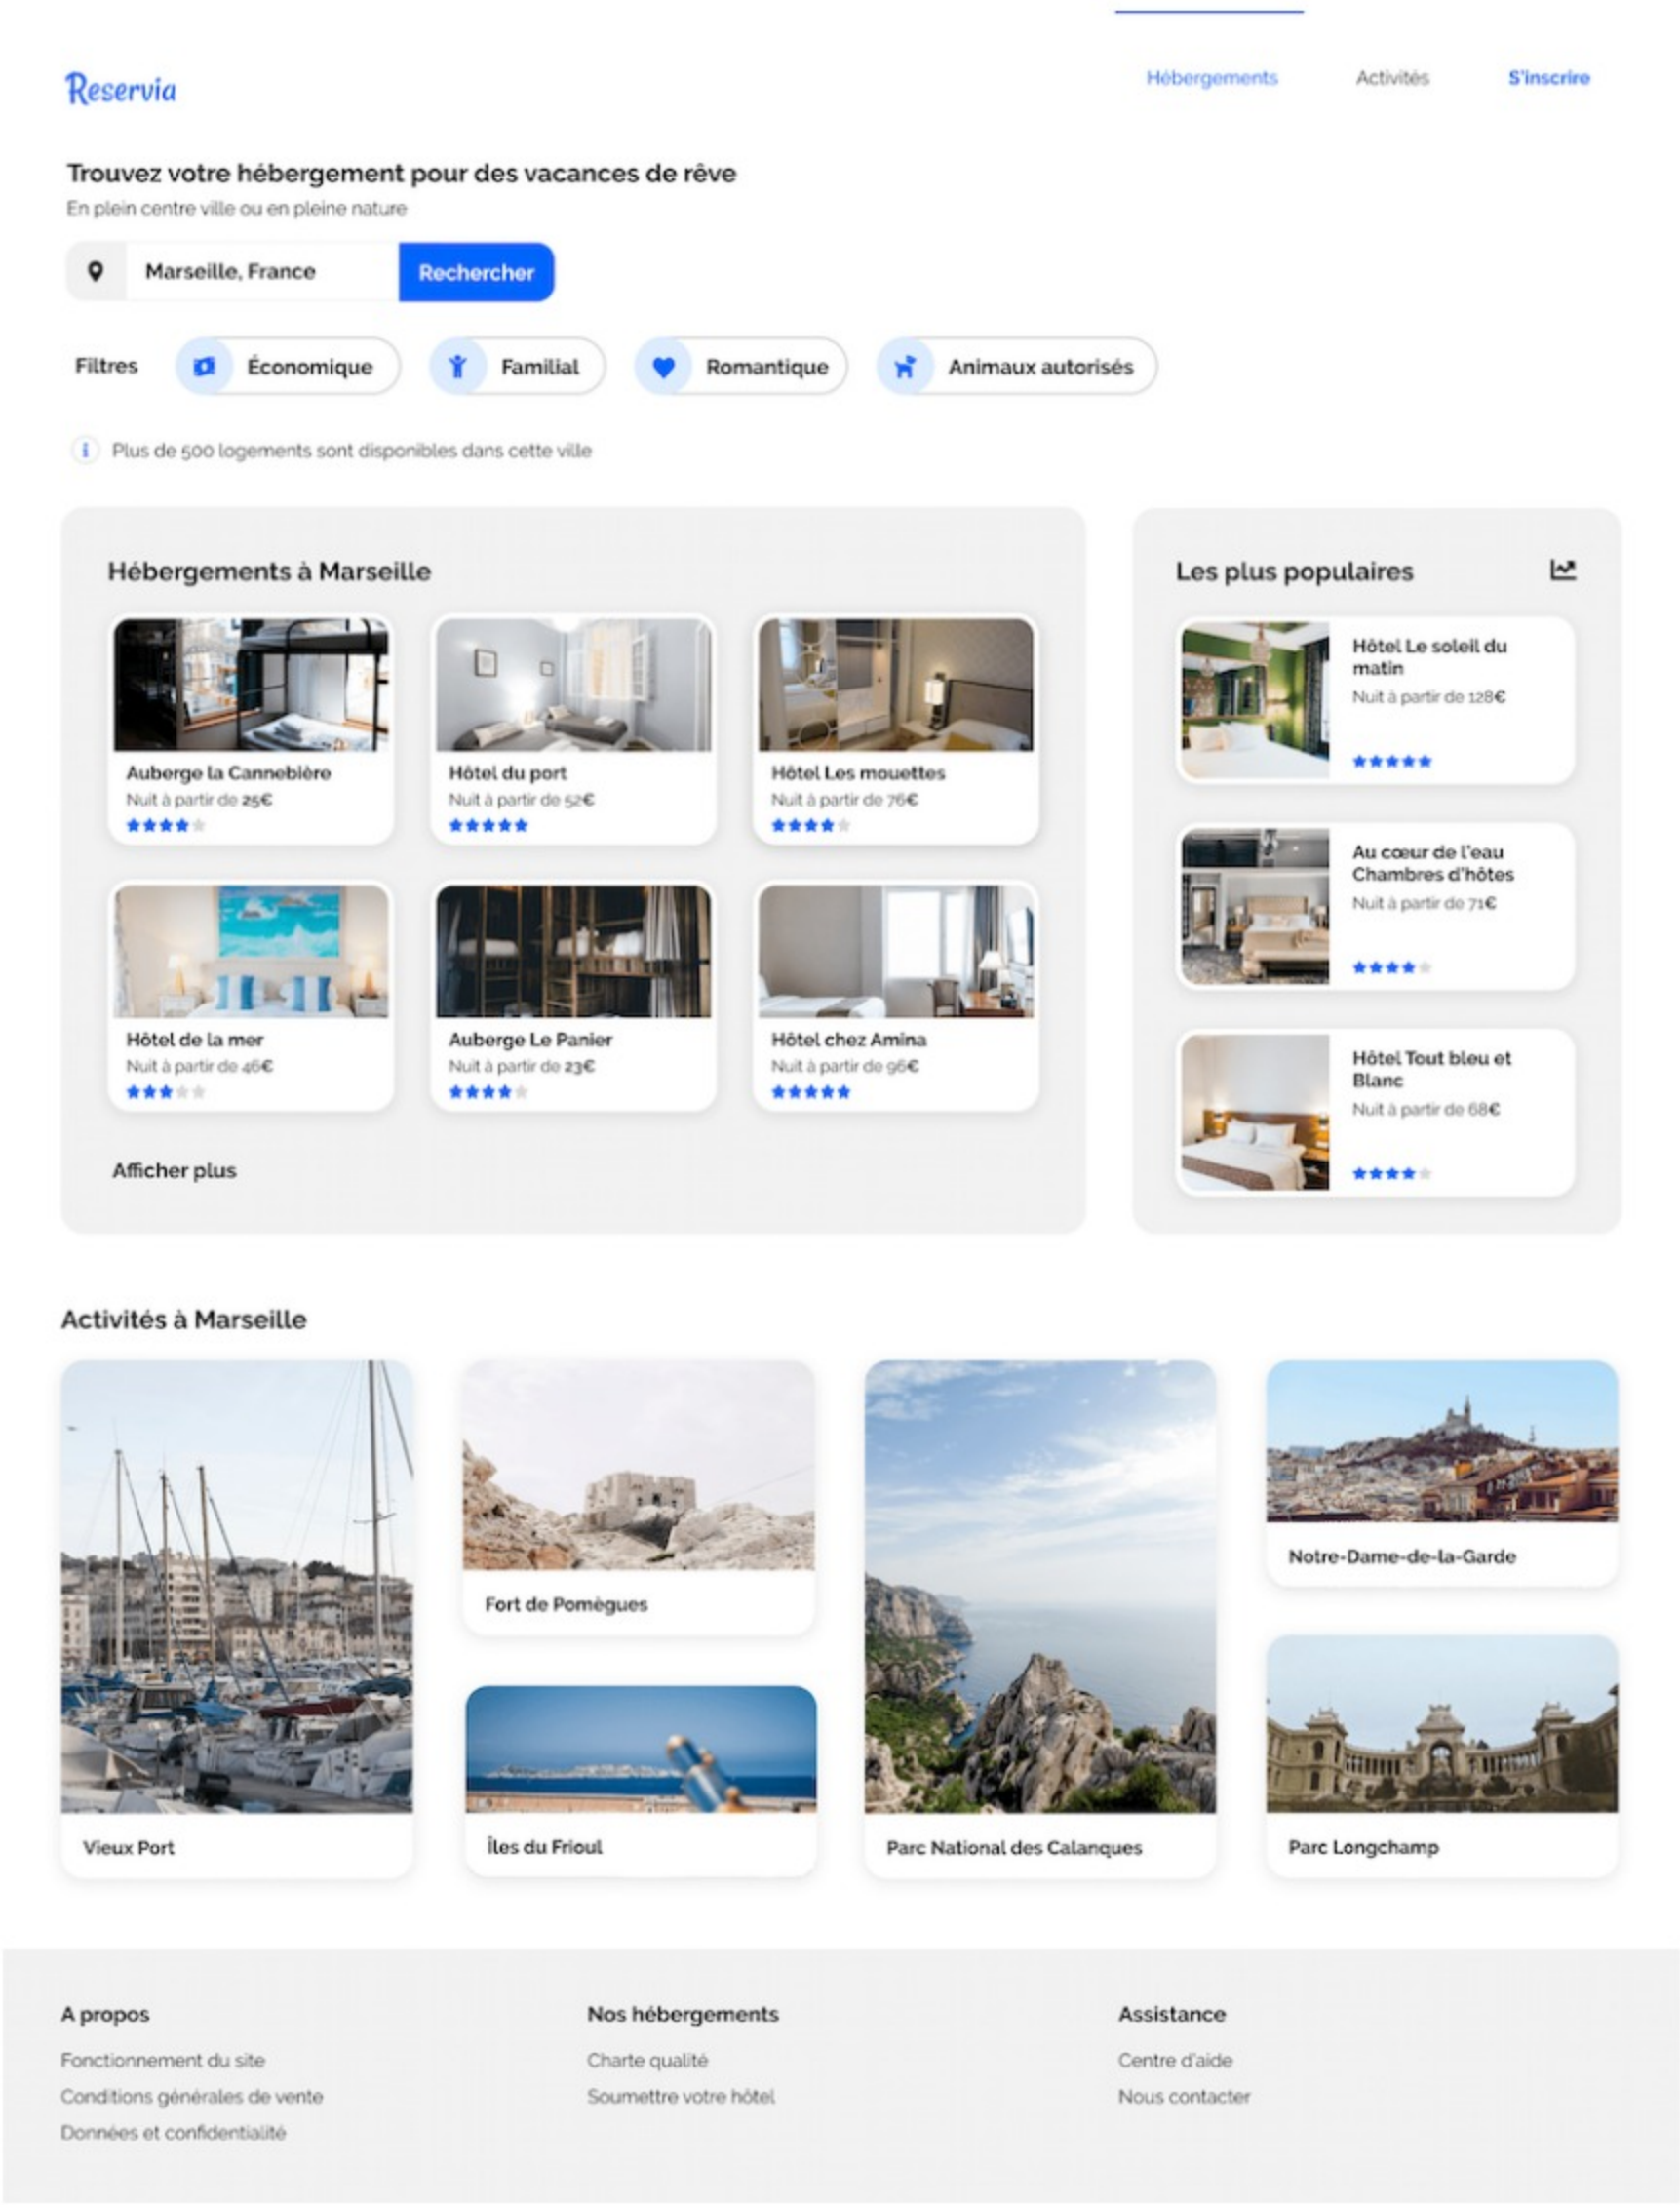 Reservia
Hébergements
Activités
S'inscrire
Trouvez votre hébergement pour des vacances de rêve
En plein centre ville ou en pleine nature
Marseille, France
Rechercher
Filtres
Économique
Familial
Romantique
Animaux autorisés
Plus de 500 logements sont disponibles dans cette ville
Hébergements à Marseille
Auberge la Cannebière
Nuit à partir de 25€
Hôtel du port
Nuit à partir de 52€
Hôtel Les mouettes
Nuit à partir de 76€
Hôtel de la mer
Nuit à partir de 46€
Auberge Le Panier
Nuit à partir de 23€
Hôtel chez Amina
Nuit à partir de 96€
Afficher plus
Les plus populaires
Hôtel Le soleil du
matin
Nuit à partir de 128€
Au cœur de l'eau
Chambres d'hôtes
Nuit à partir de 71€
Hôtel Tout bleu et
Blanc
Nuit à partir de 68€
Activités à Marseille
Vieux Port
Fort de Pomègues
Îles du Frioul
Parc National des Calanques
Notre-Dame-de-la-Garde
Parc Longchamp
A propos
Fonctionnement du site
Conditions générales de vente
Données et confidentialité
Nos hébergements
Charte qualité
Soumettre votre hôtel
Assistance
Centre d'aide
Nous contacter